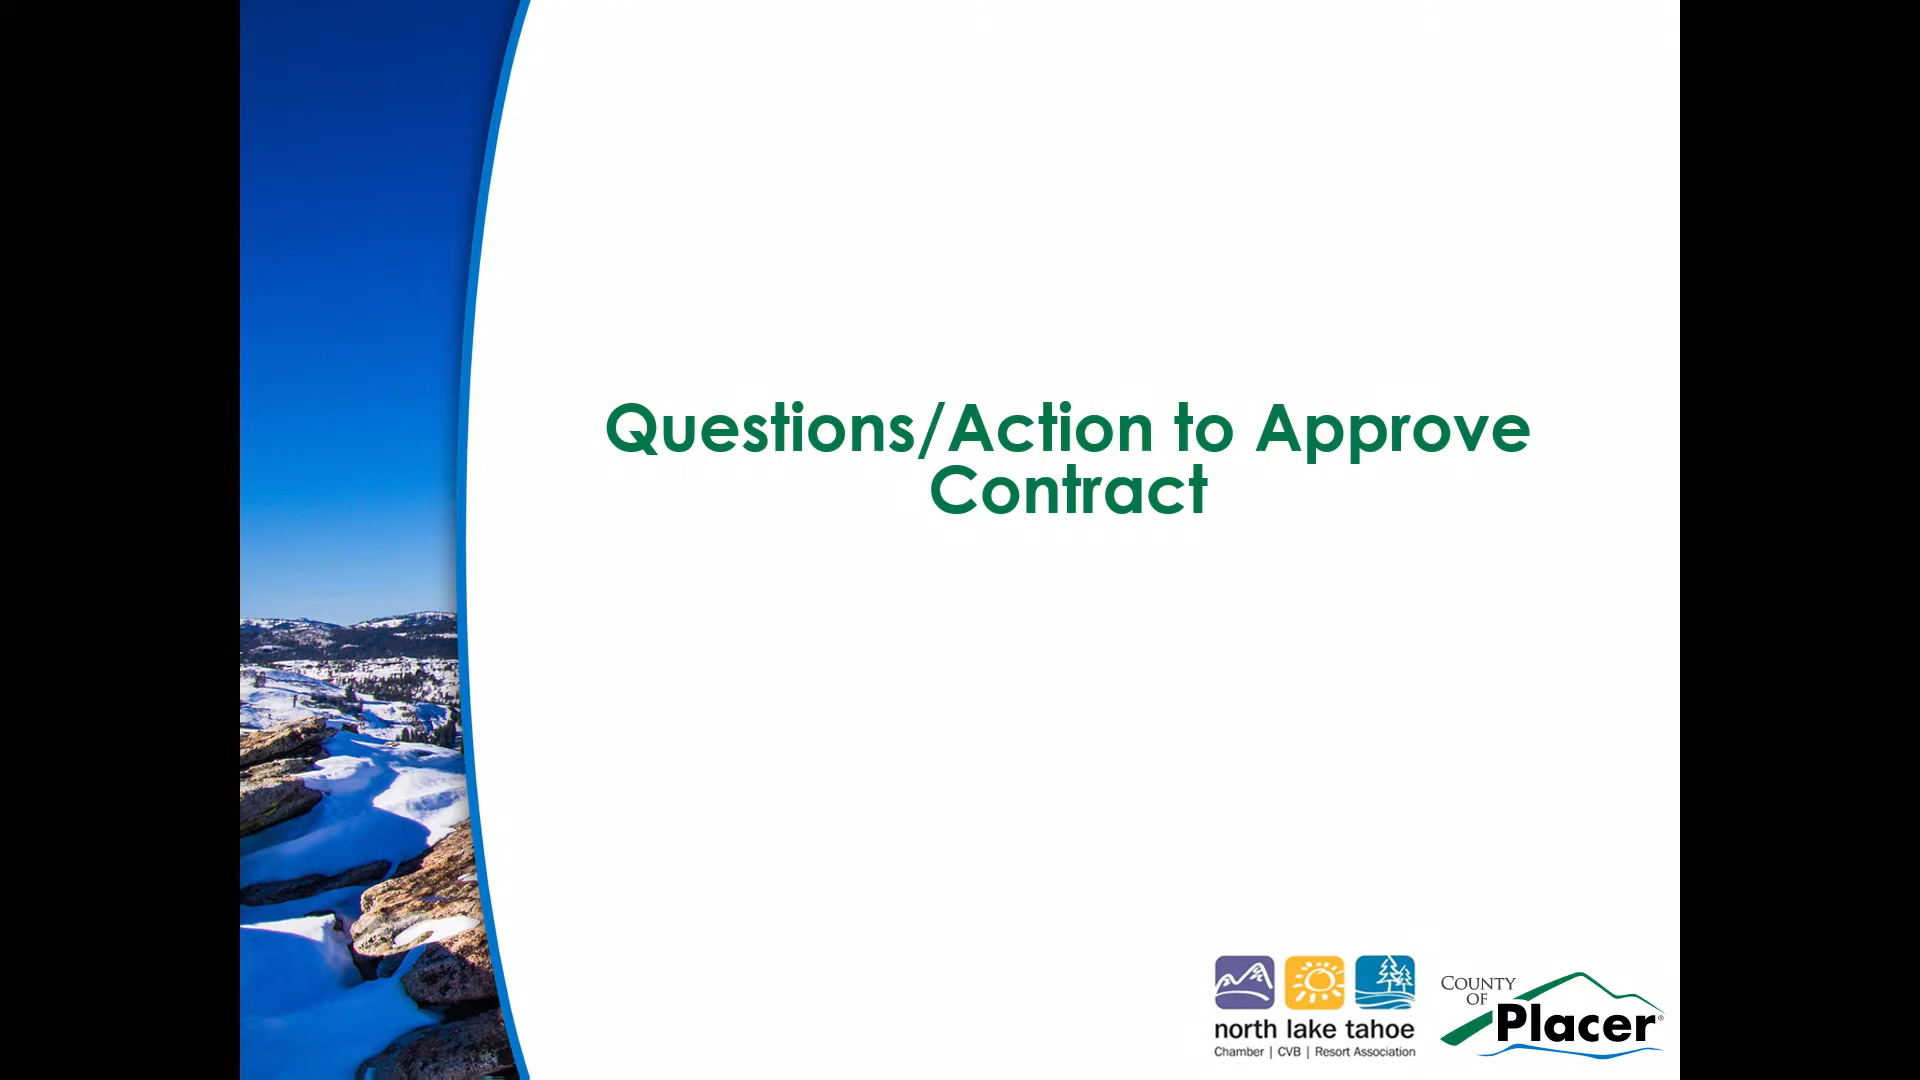 Questions/Action to Approve
Contract
north lake tahoe
Chamber | CVB | Resort Association
COUNTY
OF
Placer®